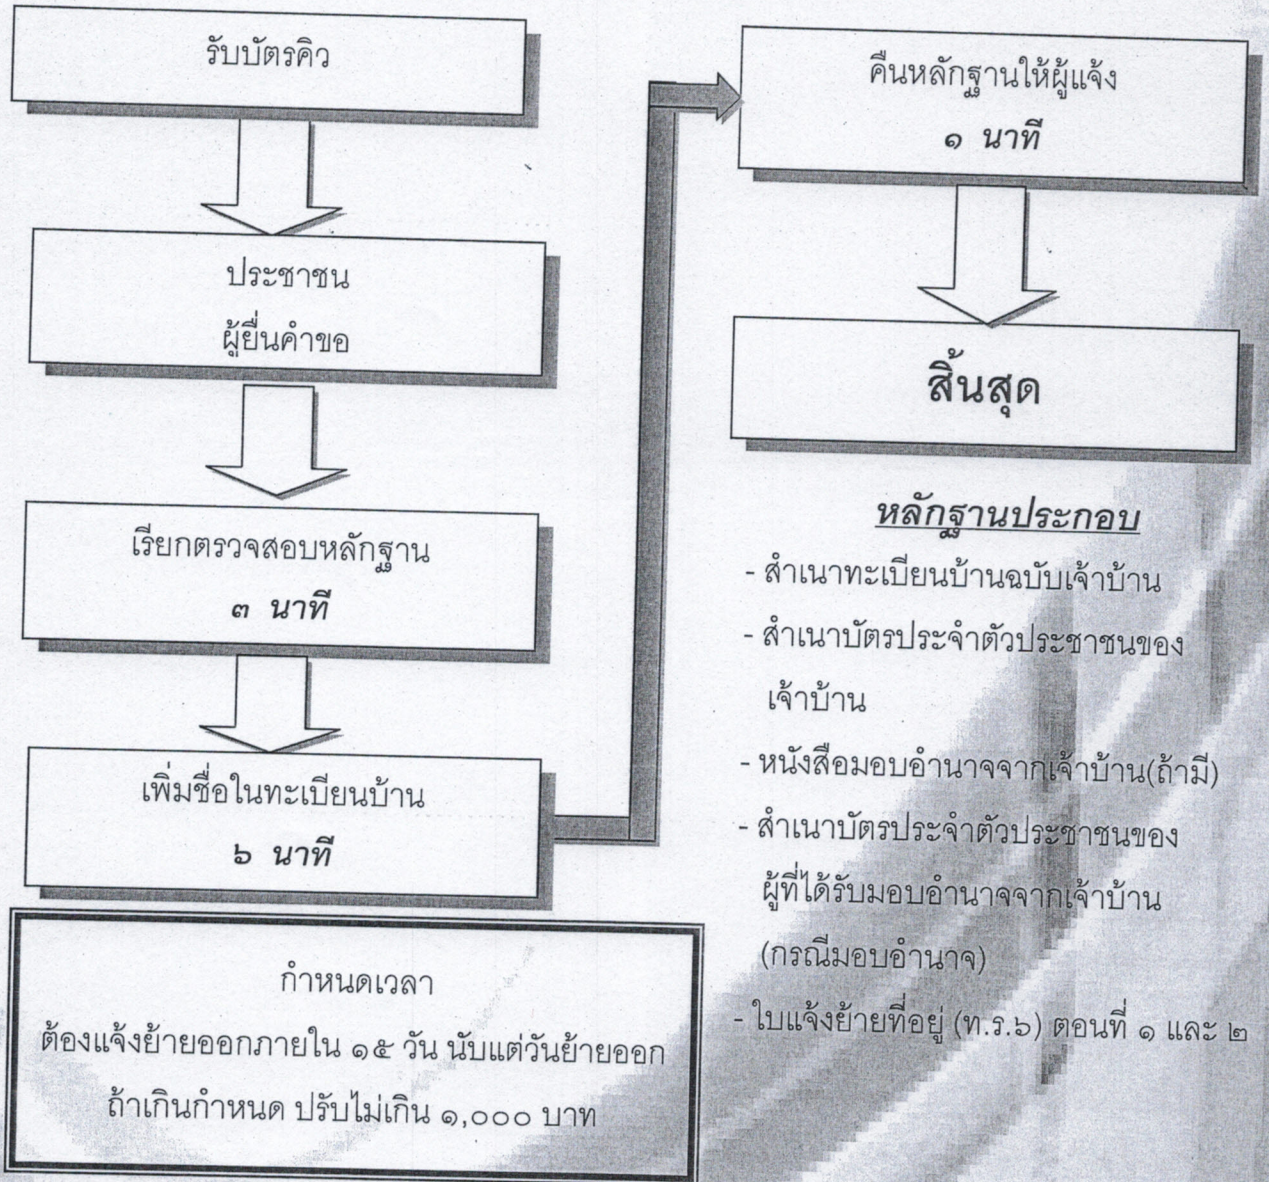 รับบัตรคิว
ประชาชน
ผู้ยื่นคำขอ
เรียกตรวจสอบหลักฐาน
๓ นาที
เพิ่มชื่อในทะเบียนบ้าน
๖ นาที
คืนหลักฐานให้ผู้แจ้ง
๑ นาที
สิ้นสุด
หลักฐานประกอบ
- สำเนาทะเบียนบ้านฉบับเจ้าบ้าน
- สำเนาบัตรประจำตัวประชาชนของ
เจ้าบ้าน
- หนังสือมอบอำนาจจากเจ้าบ้าน(ถ้ามี)
- สำเนาบัตรประจำตัวประชาชนของ
ผู้ที่ได้รับมอบอำนาจจากเจ้าบ้าน
(กรณีมอบอำนาจ)
- ใบแจ้งย้ายที่อยู่ (ท.ร.๖) ตอนที่ ๑ และ ๒
กำหนดเวลา
ต้องแจ้งย้ายออกภายใน ๑๕ วัน นับแต่วันย้ายออก
ถ้าเกินกำหนด ปรับไม่เกิน ๑,๐๐๐ บาท